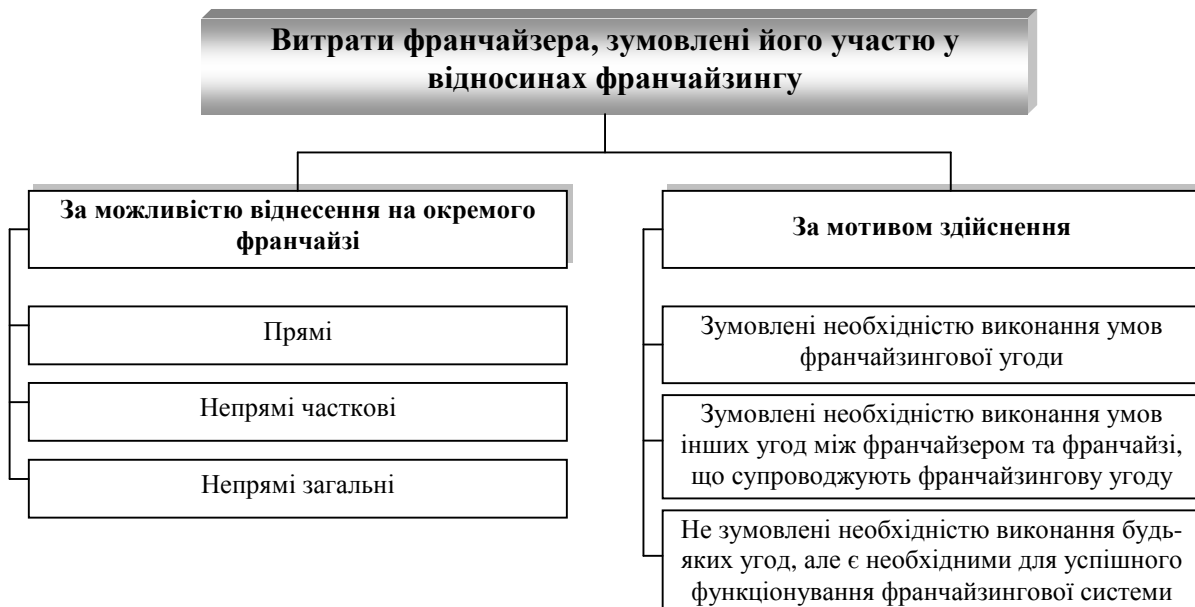 Витрати франчайзера, зумовлені його участю у
відносинах франчайзингу
За можливістю віднесення на окремого
франчайзі
Прямі
Непрямі часткові
Непрямі загальні
За мотивом здійснення
Зумовлені необхідністю виконання умов
франчайзингової угоди
Зумовлені необхідністю виконання умов
інших угод між франчайзером та франчайзі,
що супроводжують франчайзингову угоду
Не зумовлені необхідністю виконання будь-
яких угод, але є необхідними для успішного
функціонування франчайзингової системи